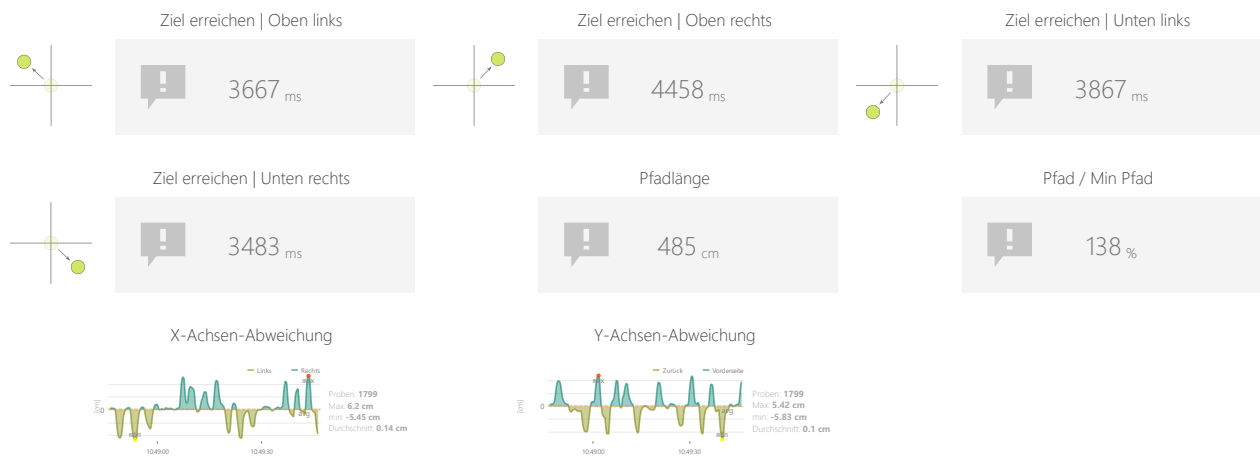 Ziel erreichen | Oben links
Ziel erreichen | Oben rechts
Ziel erreichen | Unten links
3667 ms
4458 ms
3867 ms
Ziel erreichen | Unten rechts
Pfadlänge
Pfad / Min Pfad
3483 ms
485 cm
138 %
X-Achsen-Abweichung
Links
Rechts
max
[cm]
0
avg
min
10:49:00
10:49:30
Proben: 1799
Max: 6.2 cm
min: -5.45 cm
Durchschnitt: 0.14 cm
Y-Achsen-Abweichung
Zurück
Vorderseite
max
[cm]
0
avg
min
10:49:00
10:49:30
Proben: 1799
Max: 5.42 cm
min: -5.83 cm
Durchschnitt: 0.1 cm